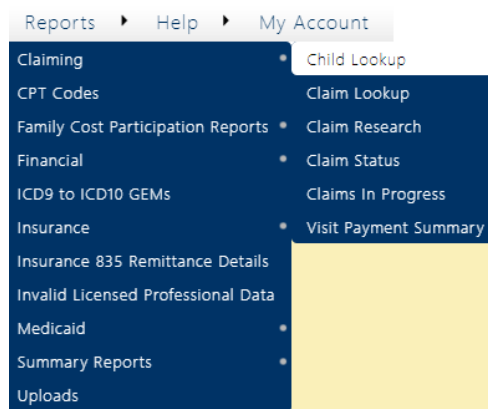 Reports Help My Account
Claiming
CPT Codes
Family Cost Participation Reports
Financial
ICD9 to ICD10 GEMs
Insurance
Insurance 835 Remittance Details
Invalid Licensed Professional Data
Medicaid
Summary Reports
Uploads
Child Lookup
Claim Lookup
Claim Research
Claim Status
Claims In Progress
Visit Payment Summary